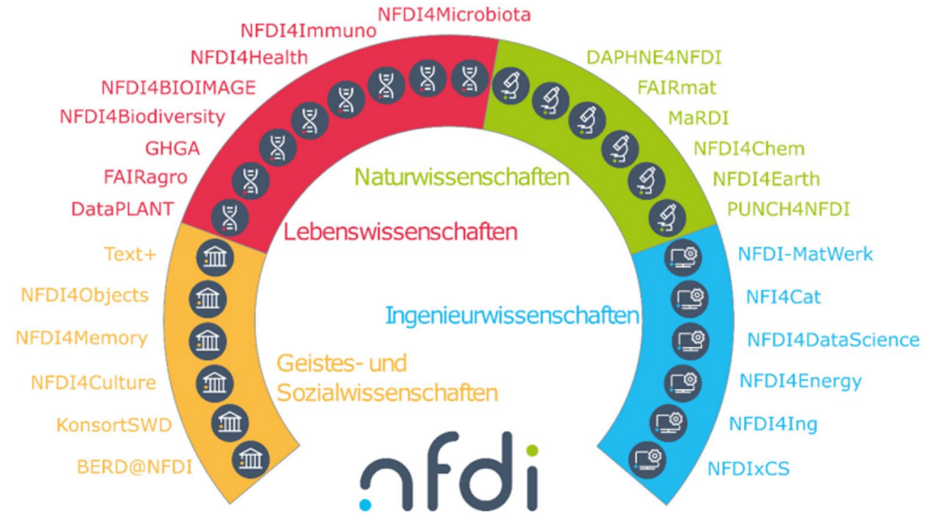 NFDI4Microbiota
NFDI4Immuno
NFDI4Health
NFDI4BIOIMAGE
NFDI4Biodiversity
GHGA
FAIRagro
DataPLANT
Lebenswissenschaften
DAPHNE4NFDI
FAIRmat
MaRDI
NFDI4Chem
NFDI4Earth
PUNCH4NFDI
Naturwissenschaften
Text+
NFDI4Objects
NFDI4Memory
NFDI4Culture
KonsortSWD
BERD@NFDI
Geistes- und
Sozialwissenschaften
NFDI-MatWerk
NFI4Cat
NFDI4DataScience
NFDI4Energy
NFDI4Ing
NFDIxCS
Ingenieurwissenschaften
nfdi